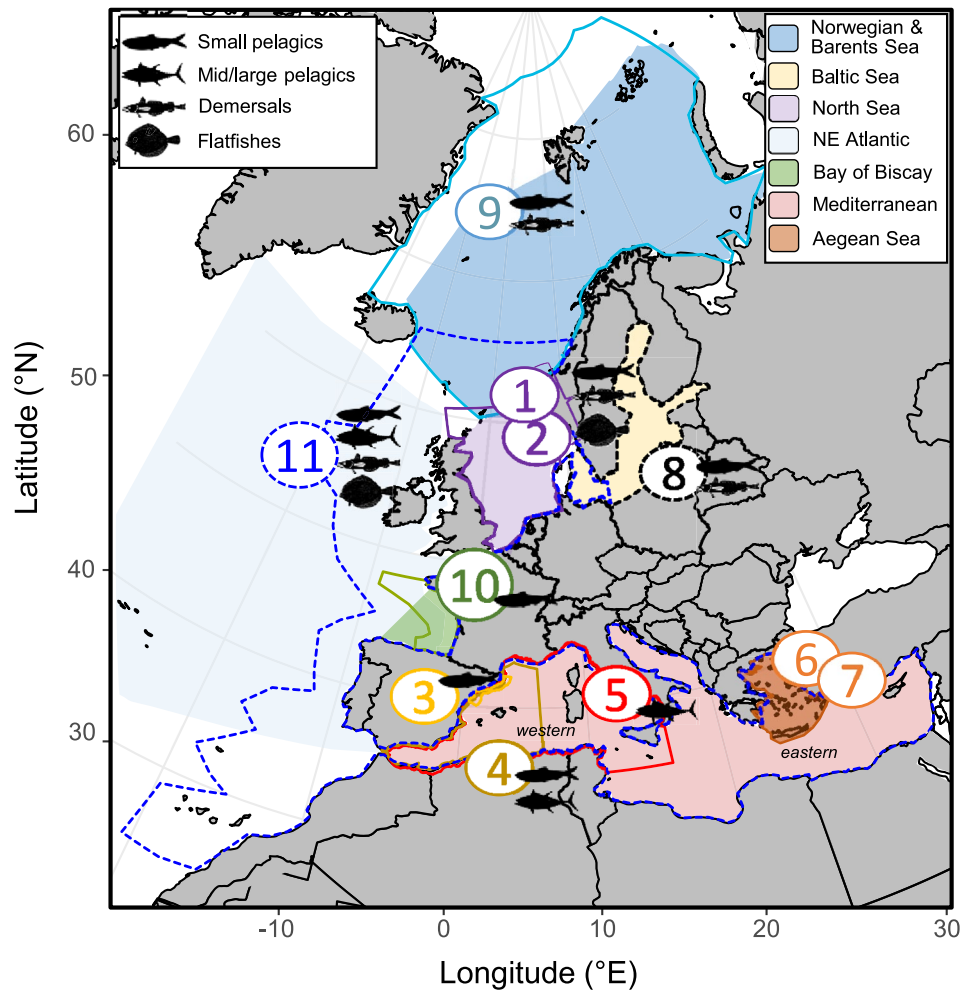 Small pelagics
Mid/large pelagics
Demersals
Flatfishes
Norwegian &
Barents Sea
Baltic Sea
North Sea
NE Atlantic
Bay of Biscay
Mediterranean
Aegean Sea
60
50
40
30
Latitude (°N)
9
1
2
11
8
10
6
7
3
5
4
western
eastern
-10
0
10
20
30
Longitude (°E)